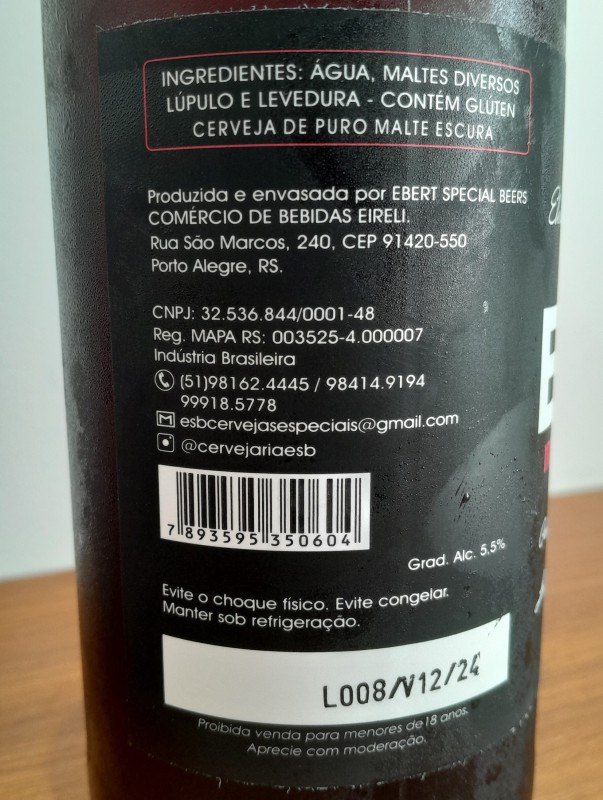 INGREDIENTES: ÁGUA, MALTES DIVERSOS
LÚPULO E LEVEDURA - CONTÉM GLÚTEN
CERVEJA DE PURO MALTE ESCURA
Produzida e envasada por EBERT SPECIAL BEERS
COMÉRCIO DE BEBIDAS EIRELI.
Rua São Marcos, 240, CEP 91420-550
Porto Alegre, RS.
CNPJ: 32.536.844/0001-48
Reg. MAPA RS: 003525-4.000007
Indústria Brasileira
(51)98162.4445 / 98414.9194
99918.5778
esbcervejasespeciais@gmail.com
@cervejariaesb
7 893595 350604
Grad. Alc. 5.5%
Evite o choque físico. Evite congelar.
Manter sob refrigeração.
L008/V12/24
Proibida venda para menores de18 anos.
Aprecie com moderação.